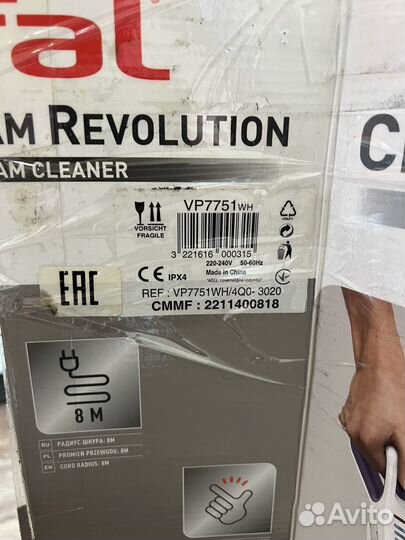 fal
AM REVOLUTION
AM CLEANER
VP7751WH
VORSICHT
FRAGILE
3 221616 000315
220-240V 50-60Hz
Made in China
CE IPX4
EAC
REF : VP7751WH/4Q0- 3020
CMMF : 2211400818
PAP
8 M
RU РАДИУС ШНУРА: 8М
PL PROMIEŃ PRZEWODU: 8M
EN CORD RADIUS: 8M
Avito